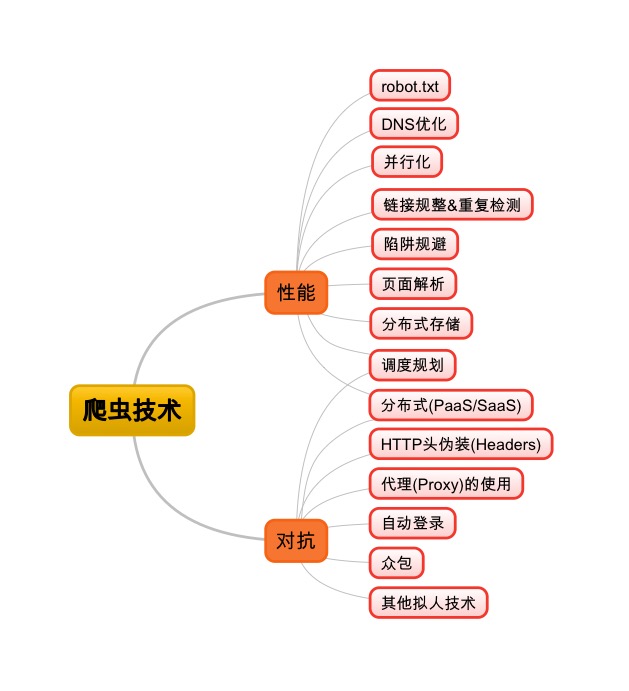 爬虫技术
性能
robot.txt
DNS优化
并行化
链接规整&重复检测
陷阱规避
页面解析
分布式存储
调度规划
分布式(PaaS/SaaS)
对抗
HTTP头伪装(Headers)
代理(Proxy)的使用
自动登录
众包
其他拟人技术